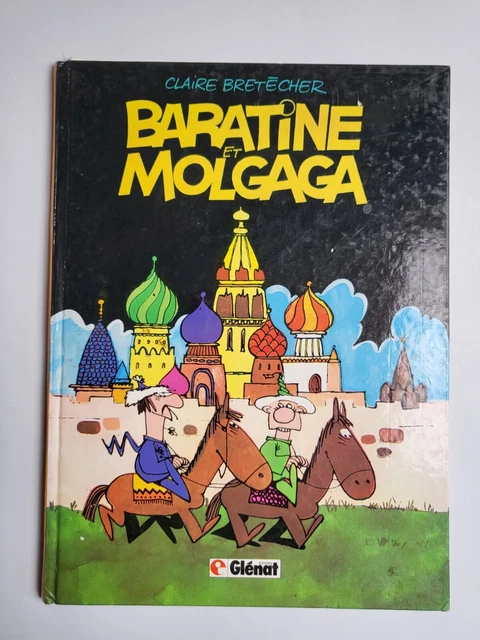 CLAIRE BRETÉCHER
BARATINE
ET
MOLGAGA
Glénat